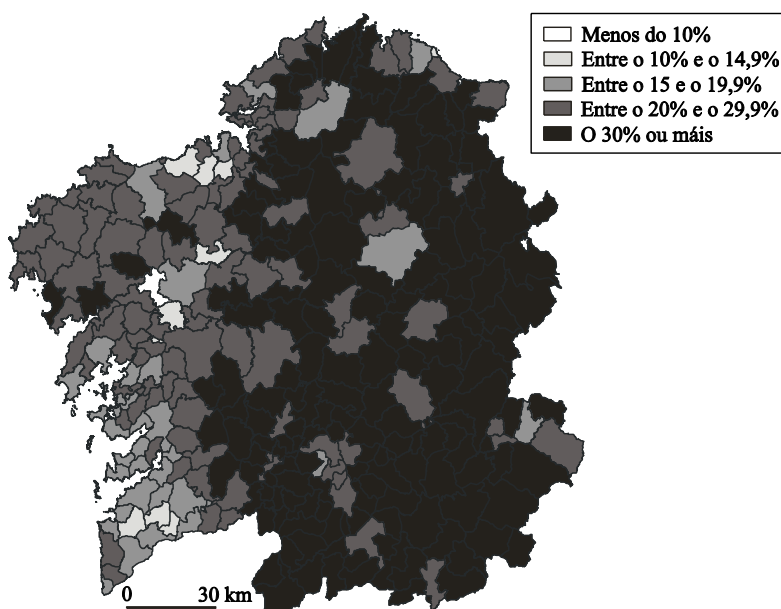 Menos do 10%
Entre o 10% e o 14,9%
Entre o 15 e o 19,9%
Entre o 20% e o 29,9%
O 30% ou máis
0 30 km